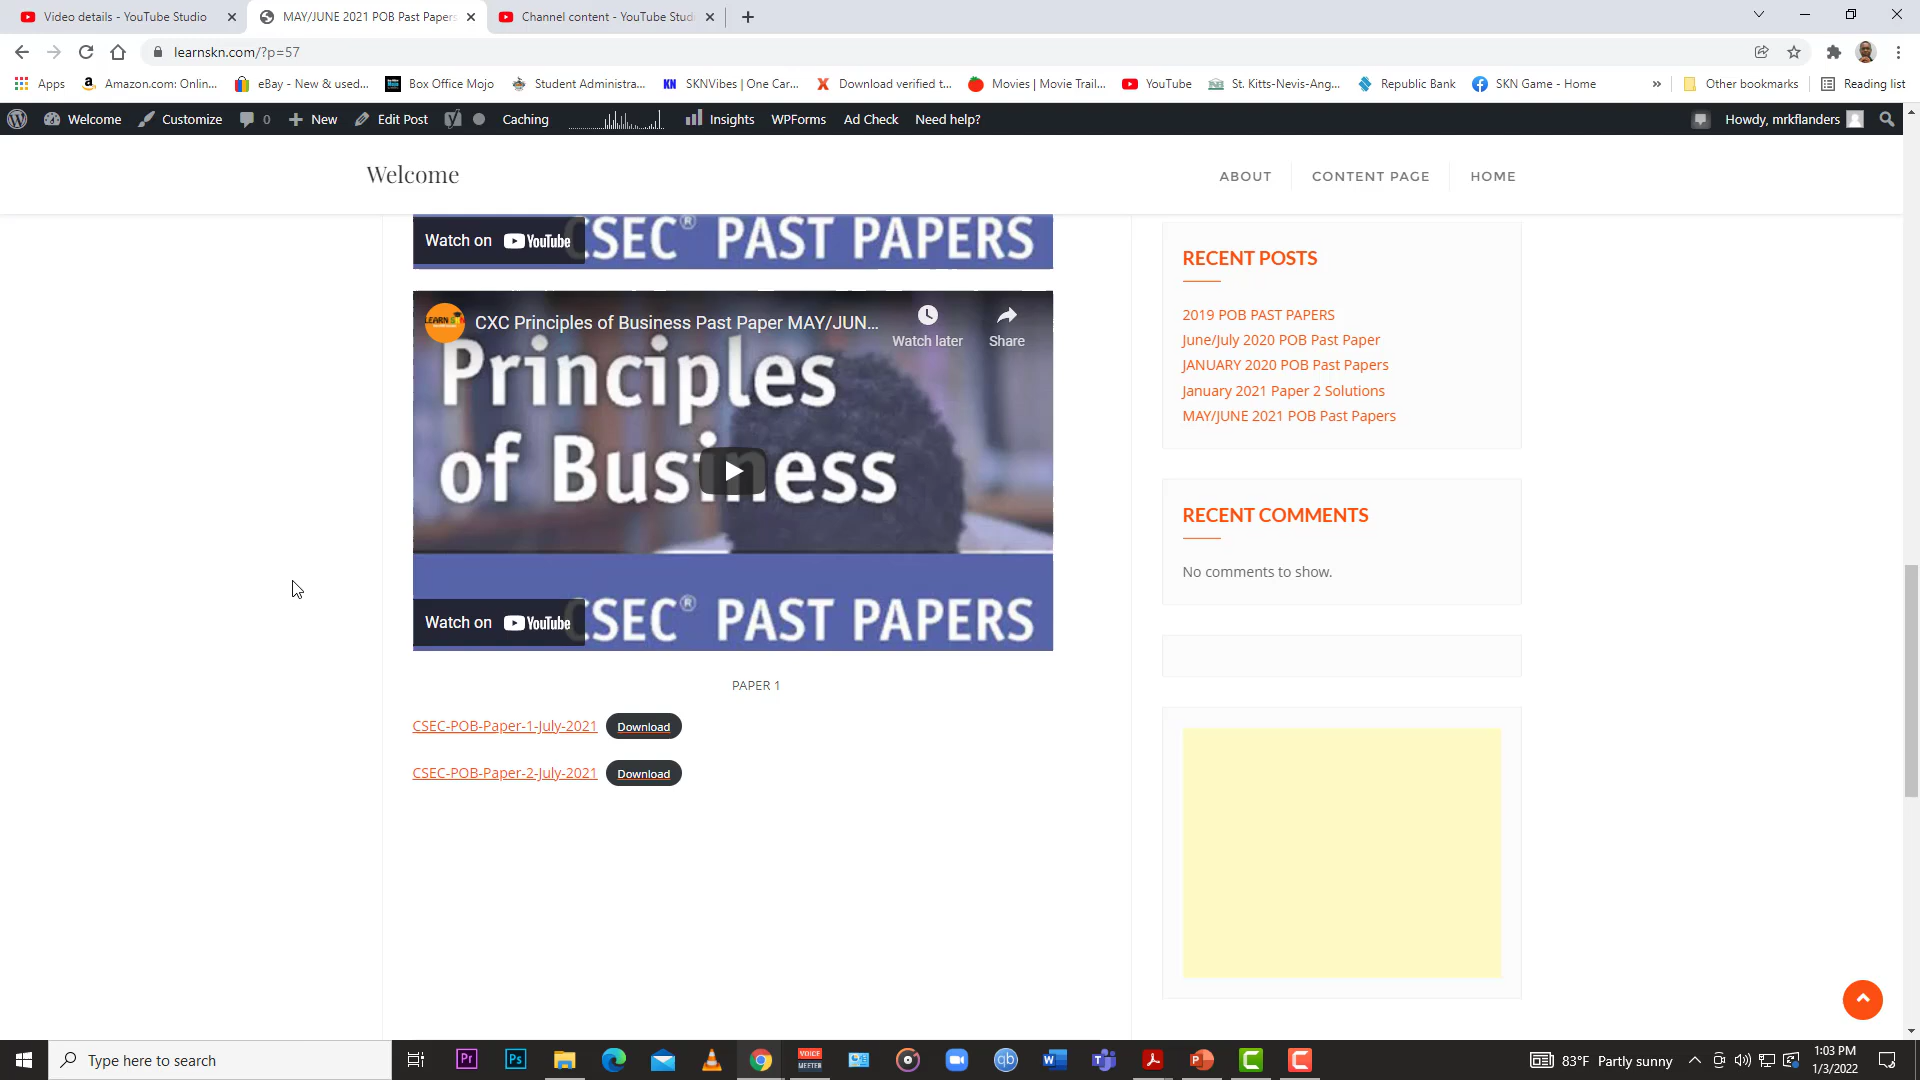 Video details - YouTube Studio
MAY/JUNE 2021 POB Past Papers
Channel content - YouTube Studi
learnskn.com/?p=57
Apps
Amazon.com: Onlin...
eBay - New & used...
Box Office Mojo
Student Administra...
KN SKNVibes | One Car...
Download verified t...
Movies | Movie Trail...
YouTube
St. Kitts-Nevis-Ang...
Republic Bank
SKN Game - Home
»
Other bookmarks
Reading list
Welcome
Customize
0
New
Edit Post
Caching
Insights
WPForms
Ad Check
Need help?
Howdy, mrkflanders
Welcome
ABOUT
CONTENT PAGE
HOME
Watch on YouTube
CSEC® PAST PAPERS
LEARN
CXC Principles of Business Past Paper MAY/JUN...
Watch later
Share
Principles
of Business
Watch on YouTube
CSEC® PAST PAPERS
PAPER 1
CSEC-POB-Paper-1-July-2021 Download
CSEC-POB-Paper-2-July-2021 Download
RECENT POSTS
2019 POB PAST PAPERS
June/July 2020 POB Past Paper
JANUARY 2020 POB Past Papers
January 2021 Paper 2 Solutions
MAY/JUNE 2021 POB Past Papers
RECENT COMMENTS
No comments to show.
Type here to search
Pr
Ps
VOICE
MEETER
qb
83°F Partly sunny
1:03 PM
1/3/2022